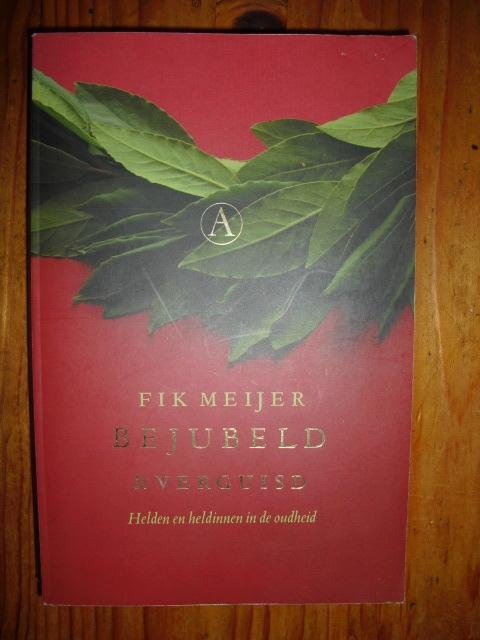 A
FIK MEIJER
BEJUBELD
& VERGUISD
Helden en heldinnen in de oudheid